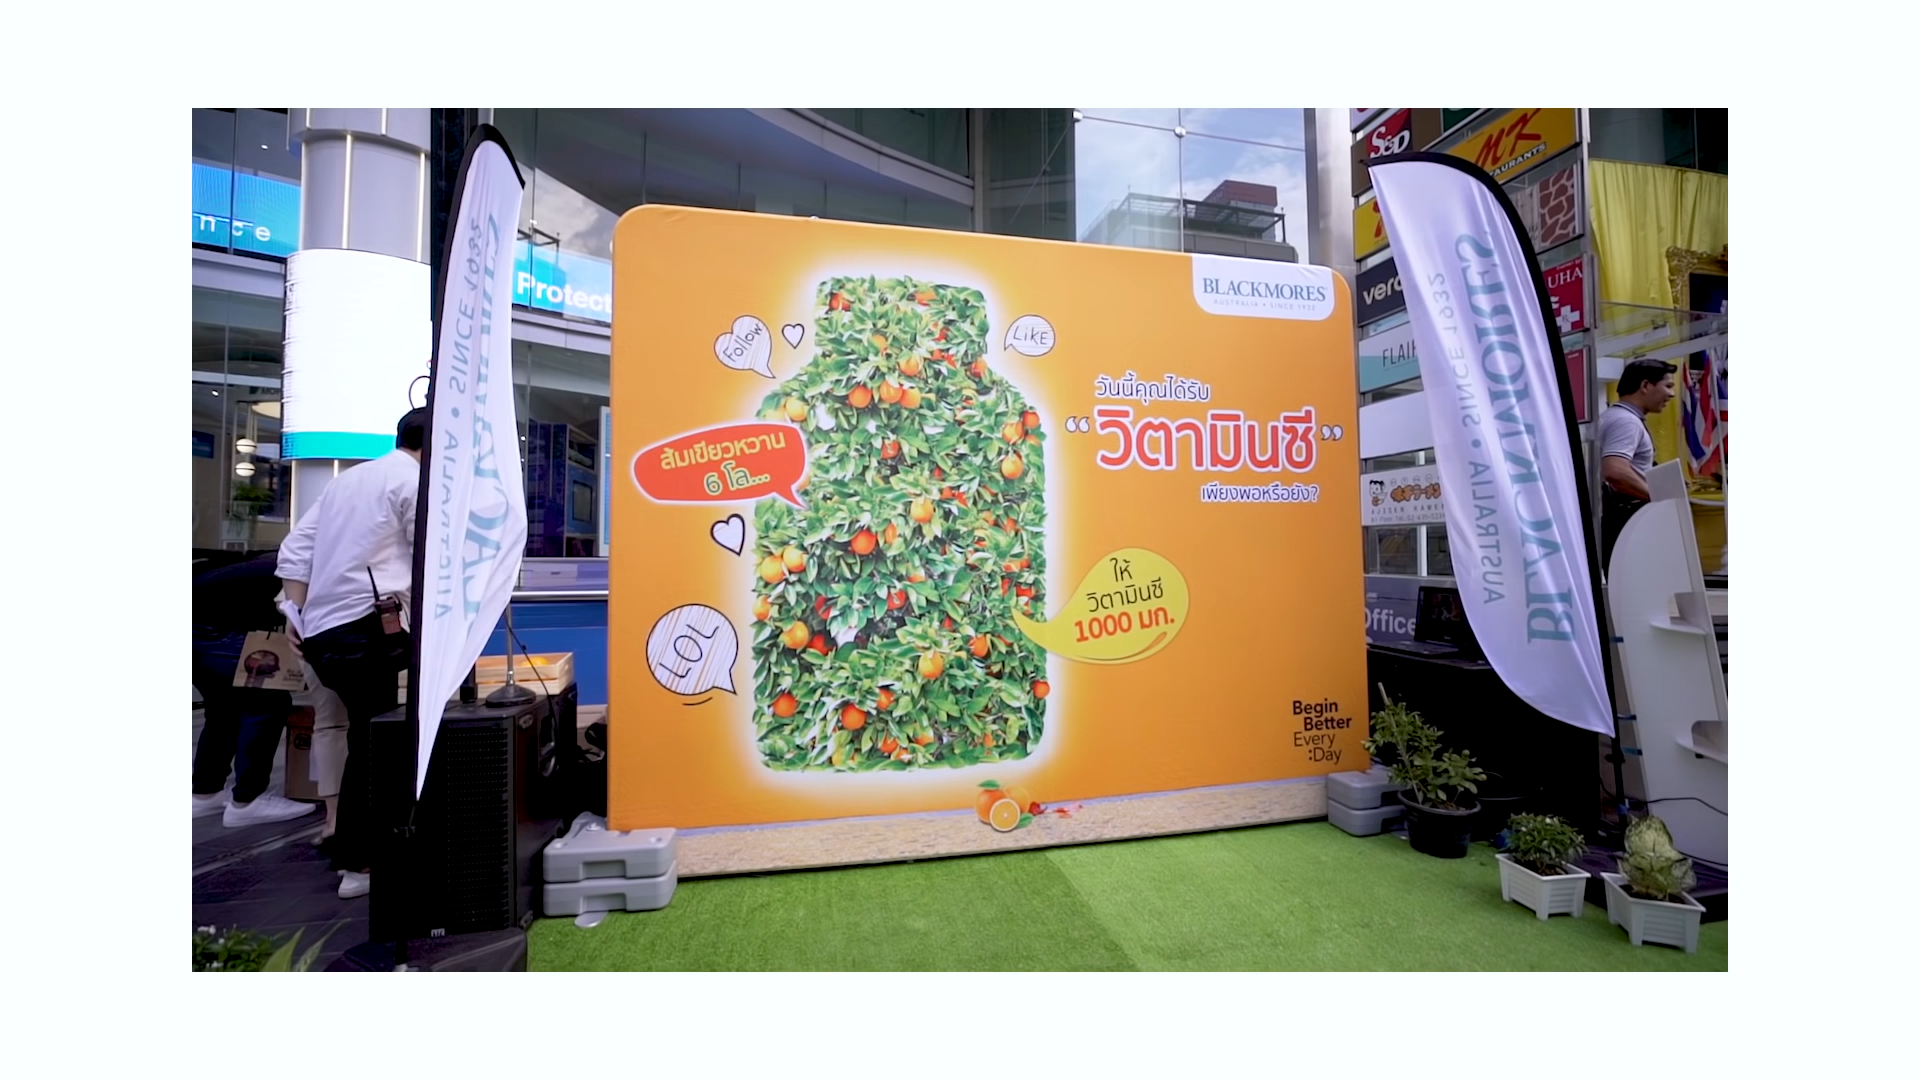 nce
Protect
AUSTRALIA • SINCE 1932
BLACKMORES
BLACKMORES
AUSTRALIA • SINCE 1932
Follow
LIKE
วันนี้คุณได้รับ
“วิตามินซี”
เพียงพอหรือยัง?
ส้มเขียวหวาน
6 โล...
ให้
วิตามินซี
1000 มก.
LOL
Begin
Better
Every
:Day
S&D
MK
RESTAURANTS
UHA
FLAIR
Office
BLACKMORES
AUSTRALIA • SINCE 1932